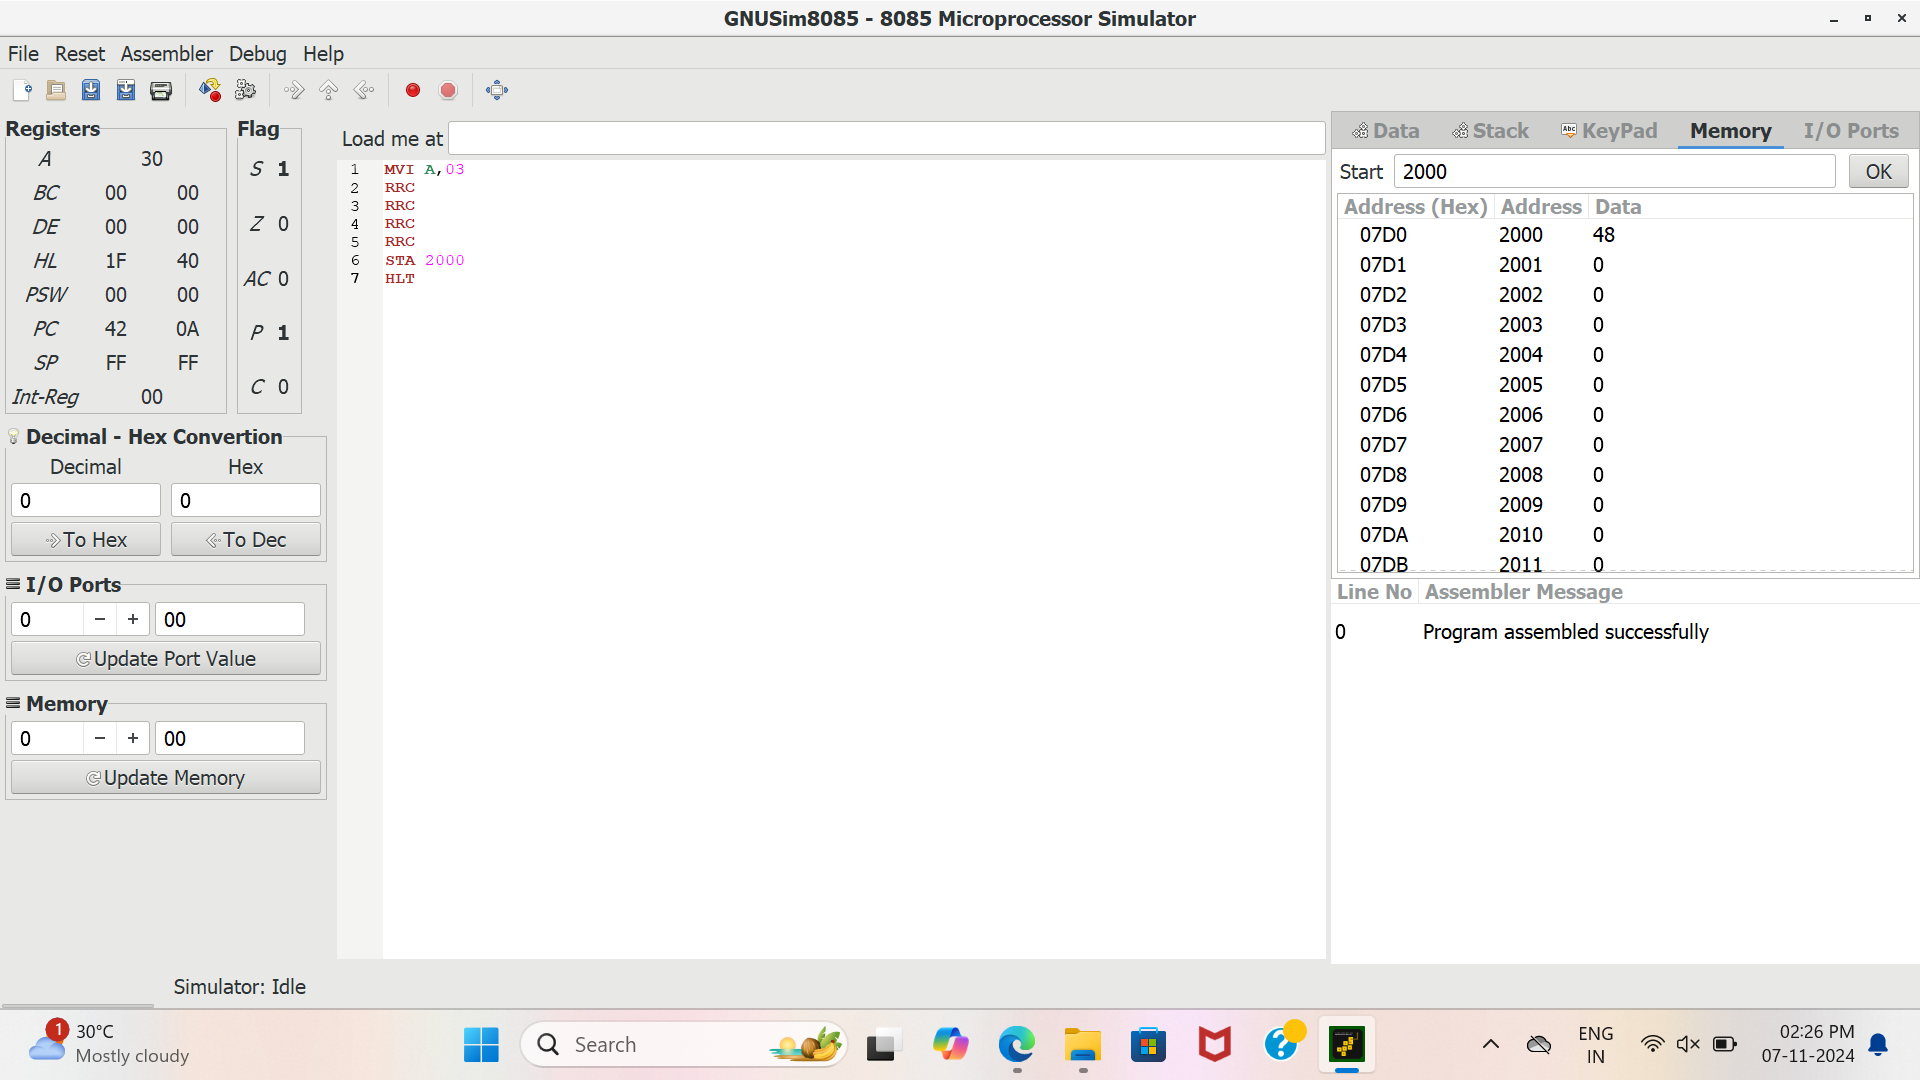 GNUSim8085 - 8085 Microprocessor Simulator
File Reset Assembler Debug Help
Registers
A 30
BC 00 00
DE 00 00
HL 1F 40
PSW 00 00
PC 42 0A
SP FF FF
Int-Reg 00
Flag
S 1
Z 0
AC 0
P 1
C 0
Decimal - Hex Convertion
Decimal Hex
0 0
To Hex To Dec
I/O Ports
0 − + 00
Update Port Value
Memory
0 − + 00
Update Memory
Simulator: Idle
Load me at
1 MVI A,03
2 RRC
3 RRC
4 RRC
5 RRC
6 STA 2000
7 HLT
Data Stack Abc KeyPad Memory I/O Ports
Start 2000 OK
Address (Hex) Address Data
07D0 2000 48
07D1 2001 0
07D2 2002 0
07D3 2003 0
07D4 2004 0
07D5 2005 0
07D6 2006 0
07D7 2007 0
07D8 2008 0
07D9 2009 0
07DA 2010 0
07DB 2011 0
Line No Assembler Message
0 Program assembled successfully
1 30°C
Mostly cloudy
Search
ENG
IN
02:26 PM
07-11-2024